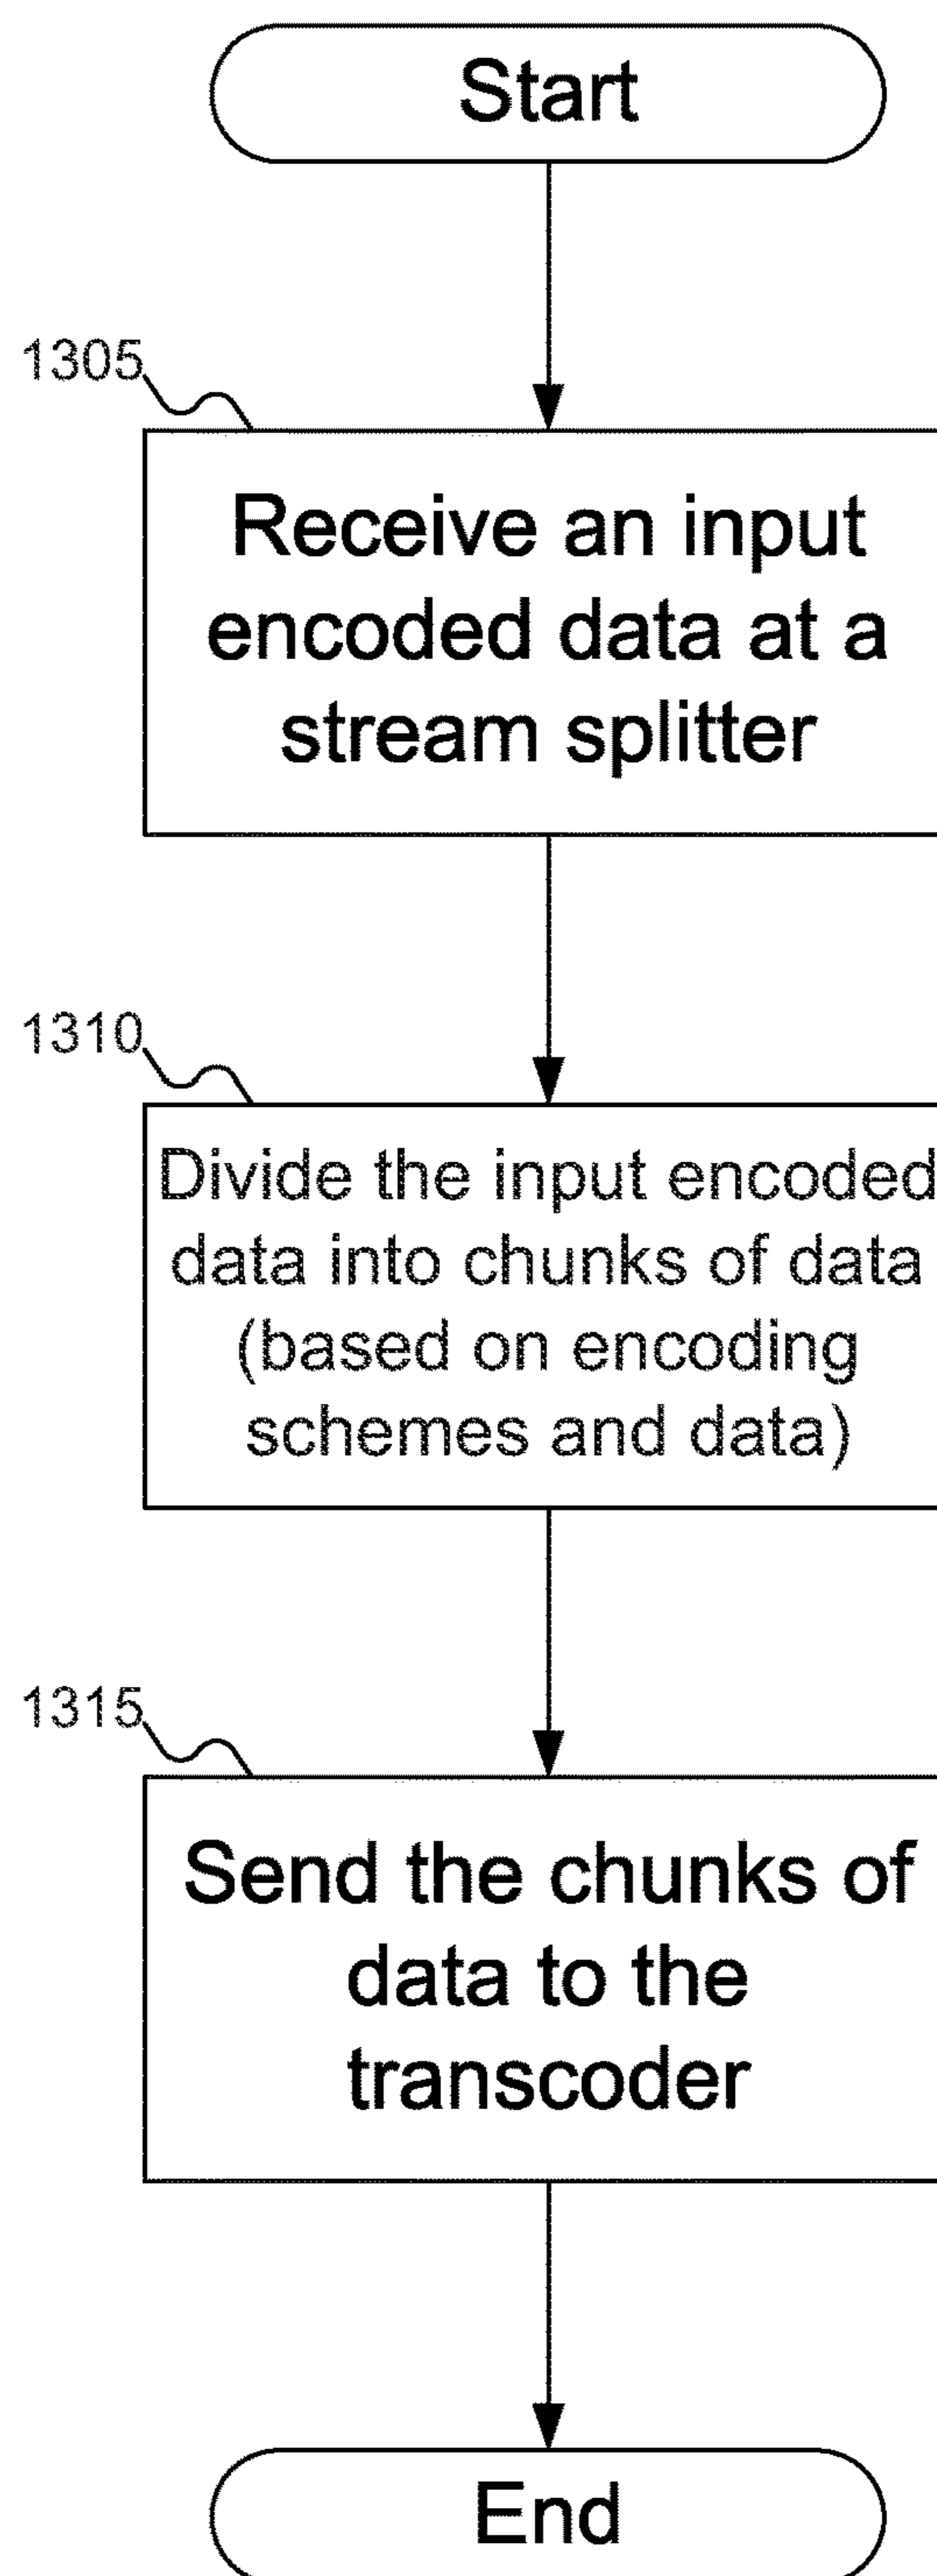 Start
1305
Receive an input
encoded data at a
stream splitter
1310
Divide the input encoded
data into chunks of data
(based on encoding
schemes and data)
1315
Send the chunks of
data to the
transcoder
End